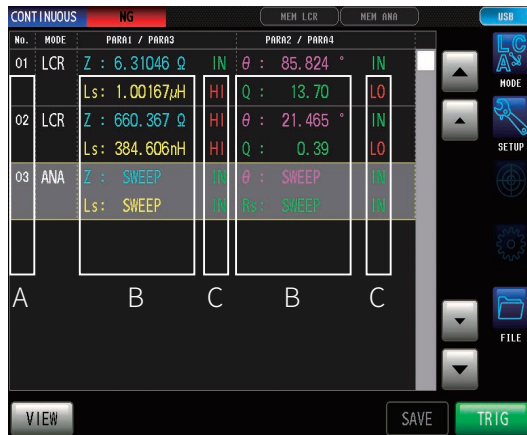 CONTINUOUS NG MEM LCR MEM ANA USB
No. MODE PARA1 / PARA3 PARA2 / PARA4
01 LCR Z : 6.31046 Ω IN θ : 85.824 ° IN
Ls: 1.00167μH HI Q : 13.70 LO
02 LCR Z : 660.367 Ω HI θ : 21.465 ° IN
Ls: 384.606nH HI Q : 0.39 LO
03 ANA Z : SWEEP IN θ : SWEEP IN
Ls: SWEEP IN Rs: SWEEP IN
A B C B C
LC
A
MODE
SETUP
FILE
VIEW SAVE TRIG